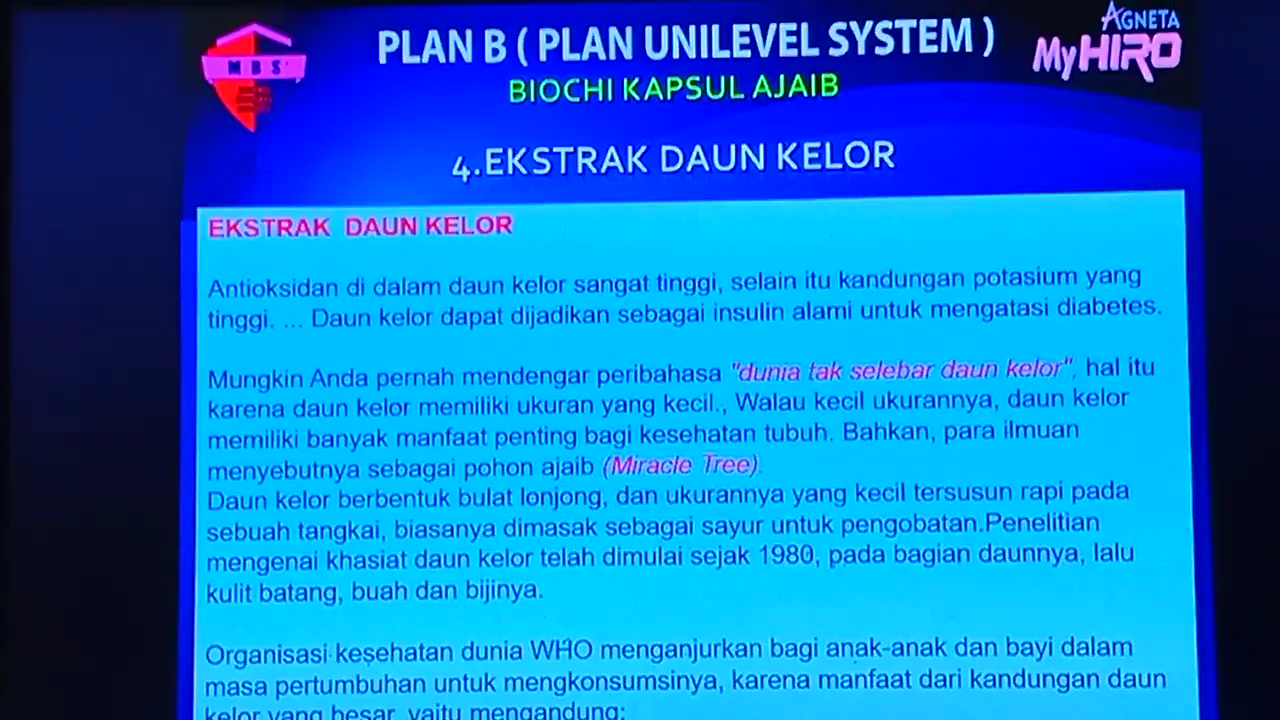 MBS
PLAN B ( PLAN UNILEVEL SYSTEM )
AGNETA
MyHIRO
BIOCHI KAPSUL AJAIB
4.EKSTRAK DAUN KELOR
EKSTRAK DAUN KELOR
Antioksidan di dalam daun kelor sangat tinggi, selain itu kandungan potasium yang
tinggi. ... Daun kelor dapat dijadikan sebagai insulin alami untuk mengatasi diabetes.
Mungkin Anda pernah mendengar peribahasa "dunia tak selebar daun kelor", hal itu
karena daun kelor memiliki ukuran yang kecil., Walau kecil ukurannya, daun kelor
memiliki banyak manfaat penting bagi kesehatan tubuh. Bahkan, para ilmuan
menyebutnya sebagai pohon ajaib (Miracle Tree)
Daun kelor berbentuk bulat lonjong, dan ukurannya yang kecil tersusun rapi pada
sebuah tangkai, biasanya dimasak sebagai sayur untuk pengobatan.Penelitian
mengenai khasiat daun kelor telah dimulai sejak 1980, pada bagian daunnya, lalu
kulit batang, buah dan bijinya.
Organisasi kesehatan dunia WHO menganjurkan bagi anak-anak dan bayi dalam
masa pertumbuhan untuk mengkonsumsinya, karena manfaat dari kandungan daun
kelor yang besar, yaitu mengandung: